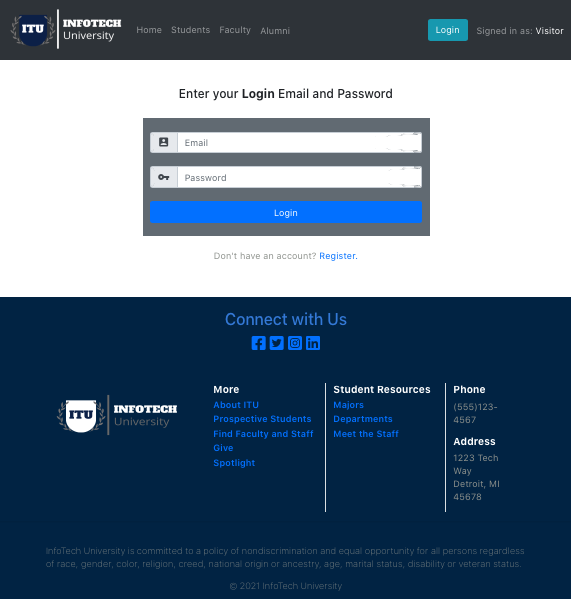 ITU
INFOTECH
University
Home Students Faculty Alumni
Login Signed in as: Visitor
Enter your Login Email and Password
Email
Password
Login
Don't have an account? Register.
Connect with Us
ITU
INFOTECH
University
More
About ITU
Prospective Students
Find Faculty and Staff
Give
Spotlight
Student Resources
Majors
Departments
Meet the Staff
Phone
(555)123-
4567
Address
1223 Tech
Way
Detroit, MI
45678
InfoTech University is committed to a policy of nondiscrimination and equal opportunity for all persons regardless
of race, gender, color, religion, creed, national origin or ancestry, age, marital status, disability or veteran status.
© 2021 InfoTech University